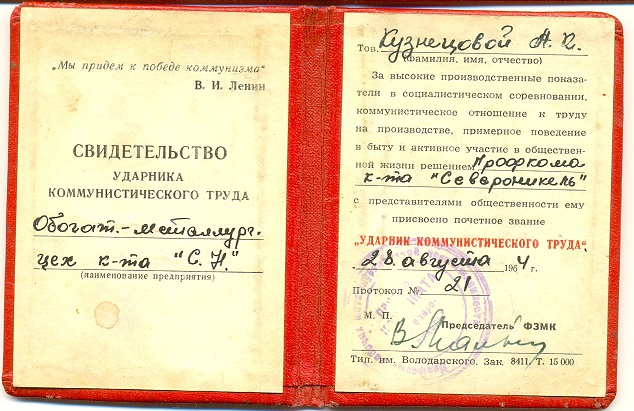 „Мы придем к победе коммунизма“
В. И. Ленин
СВИДЕТЕЛЬСТВО
УДАРНИКА
КОММУНИСТИЧЕСКОГО ТРУДА
Обогат.-металлург.
цех к-та "С.Н."
(наименование предприятия)
Тов. Кузнецовой А. К.
(фамилия, имя, отчество)
За высокие производственные показа-
тели в социалистическом соревновании,
коммунистическое отношение к труду
на производстве, примерное поведение
в быту и активное участие в обществен-
ной жизни решением Профкома
к-та "Североникель"
с представителями общественности ему
присвоено почетное звание
"УДАРНИК КОММУНИСТИЧЕСКОГО ТРУДА".
28 августа 1964 г.
Протокол № 21
М. П.
Председатель ФЗМК
Тип. им. Володарского. Зак. 8411. Т. 15 000